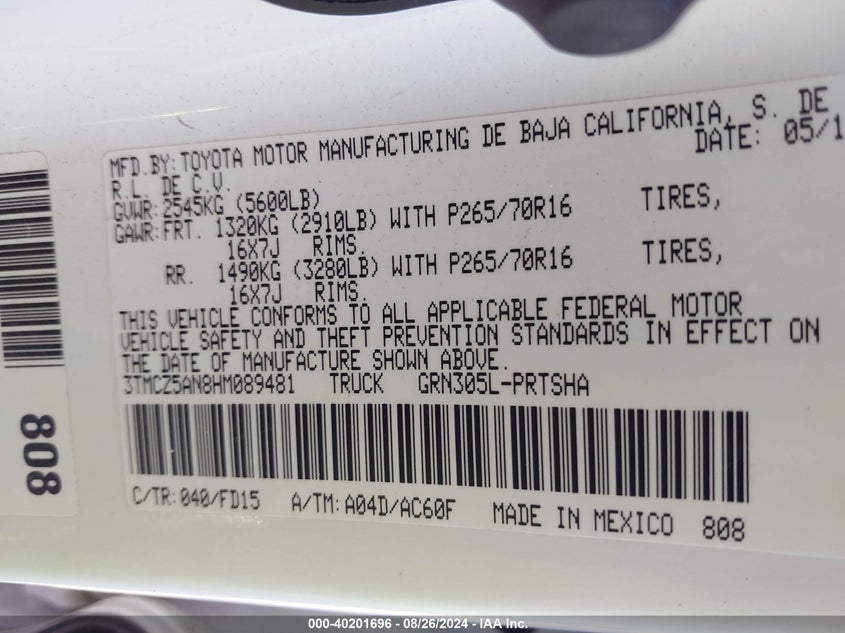 MFD.BY: TOYOTA MOTOR MANUFACTURING DE BAJA CALIFORNIA, S. DE
R.L. DE C.V. DATE: 05/1
GVWR: 2545KG (5600LB)
GAWR: FRT. 1320KG (2910LB) WITH P265/70R16 TIRES,
16X7J RIMS.
RR. 1490KG (3280LB) WITH P265/70R16 TIRES,
16X7J RIMS.
THIS VEHICLE CONFORMS TO ALL APPLICABLE FEDERAL MOTOR
VEHICLE SAFETY AND THEFT PREVENTION STANDARDS IN EFFECT ON
THE DATE OF MANUFACTURE SHOWN ABOVE.
3TMCZ5AN8HM089481 TRUCK GRN305L-PRTSHA
C/TR: 040/FD15 A/TM: A04D/AC60F MADE IN MEXICO 808
808
000-40201696 - 08/26/2024 - IAA Inc.